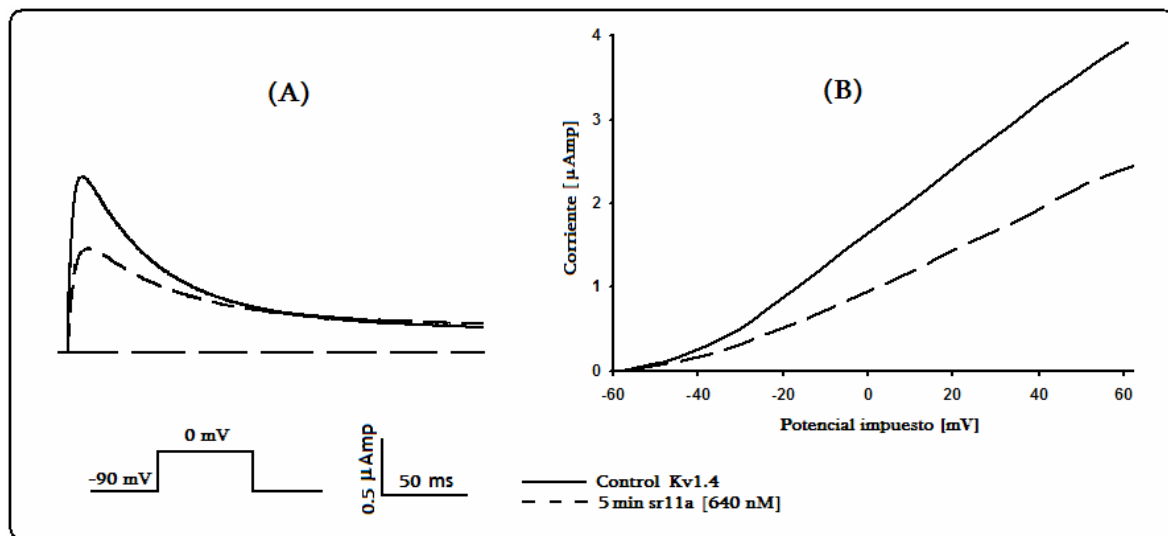 (A)
0 mV
-90 mV
0.5 µAmp
50 ms
(B)
Corriente [ µAmp]
4
3
2
1
0
-60
-40
-20
0
20
40
60
Potencial impuesto [mV]
Control Kv1.4
5 min sr11a [640 nM]